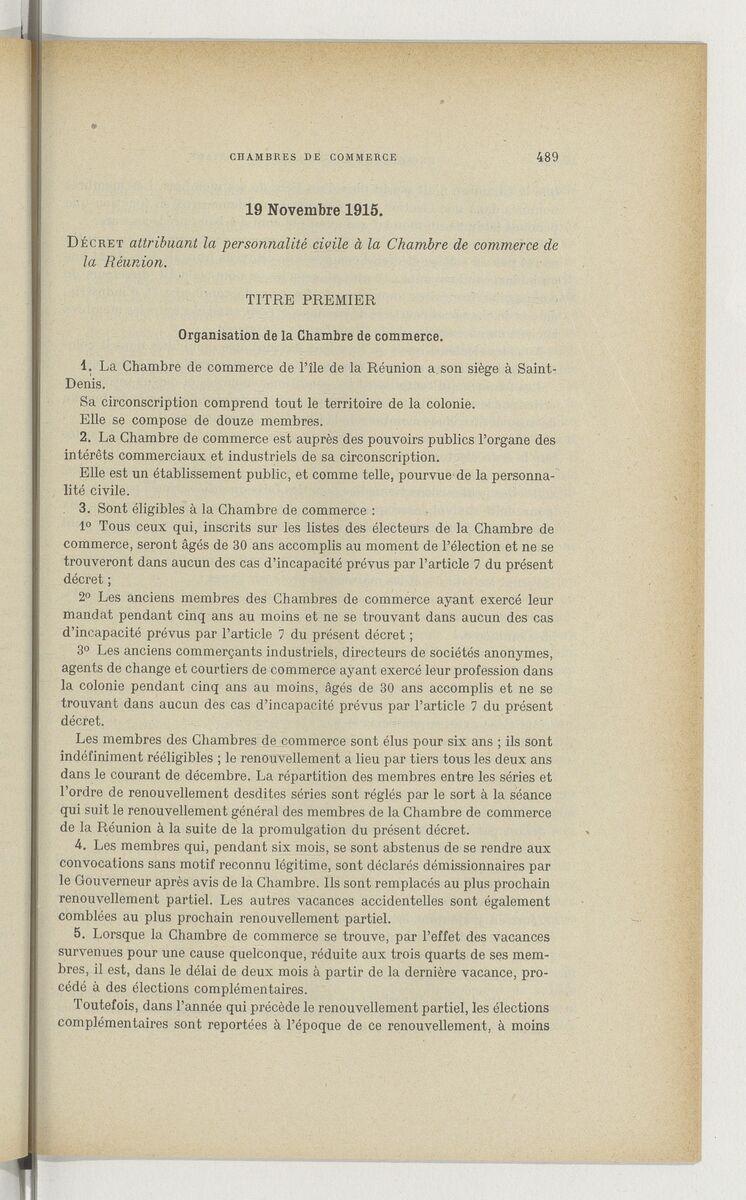 CHAMBRES DE COMMERCE 489
19 Novembre 1915.
DÉCRET attribuant la personnalité civile à la Chambre de commerce de
la Réunion.
TITRE PREMIER
Organisation de la Chambre de commerce.
1. La Chambre de commerce de l'île de la Réunion a son siège à Saint-
Denis.
Sa circonscription comprend tout le territoire de la colonie.
Elle se compose de douze membres.
2. La Chambre de commerce est auprès des pouvoirs publics l'organe des
intérêts commerciaux et industriels de sa circonscription.
Elle est un établissement public, et comme telle, pourvue de la personna-
lité civile.
3. Sont éligibles à la Chambre de commerce :
1º Tous ceux qui, inscrits sur les listes des électeurs de la Chambre de
commerce, seront âgés de 30 ans accomplis au moment de l'élection et ne se
trouveront dans aucun des cas d'incapacité prévus par l'article 7 du présent
décret ;
2º Les anciens membres des Chambres de commerce ayant exercé leur
mandat pendant cinq ans au moins et ne se trouvant dans aucun des cas
d'incapacité prévus par l'article 7 du présent décret ;
3º Les anciens commerçants industriels, directeurs de sociétés anonymes,
agents de change et courtiers de commerce ayant exercé leur profession dans
la colonie pendant cinq ans au moins, âgés de 30 ans accomplis et ne se
trouvant dans aucun des cas d'incapacité prévus par l'article 7 du présent
décret.
Les membres des Chambres de commerce sont élus pour six ans ; ils sont
indéfiniment rééligibles ; le renouvellement a lieu par tiers tous les deux ans
dans le courant de décembre. La répartition des membres entre les séries et
l'ordre de renouvellement desdites séries sont réglés par le sort à la séance
qui suit le renouvellement général des membres de la Chambre de commerce
de la Réunion à la suite de la promulgation du présent décret.
4. Les membres qui, pendant six mois, se sont abstenus de se rendre aux
convocations sans motif reconnu légitime, sont déclarés démissionnaires par
le Gouverneur après avis de la Chambre. Ils sont remplacés au plus prochain
renouvellement partiel. Les autres vacances accidentelles sont également
comblées au plus prochain renouvellement partiel.
5. Lorsque la Chambre de commerce se trouve, par l'effet des vacances
survenues pour une cause quelconque, réduite aux trois quarts de ses mem-
bres, il est, dans le délai de deux mois à partir de la dernière vacance, pro-
cédé à des élections complémentaires.
Toutefois, dans l'année qui précède le renouvellement partiel, les élections
complémentaires sont reportées à l'époque de ce renouvellement, à moins